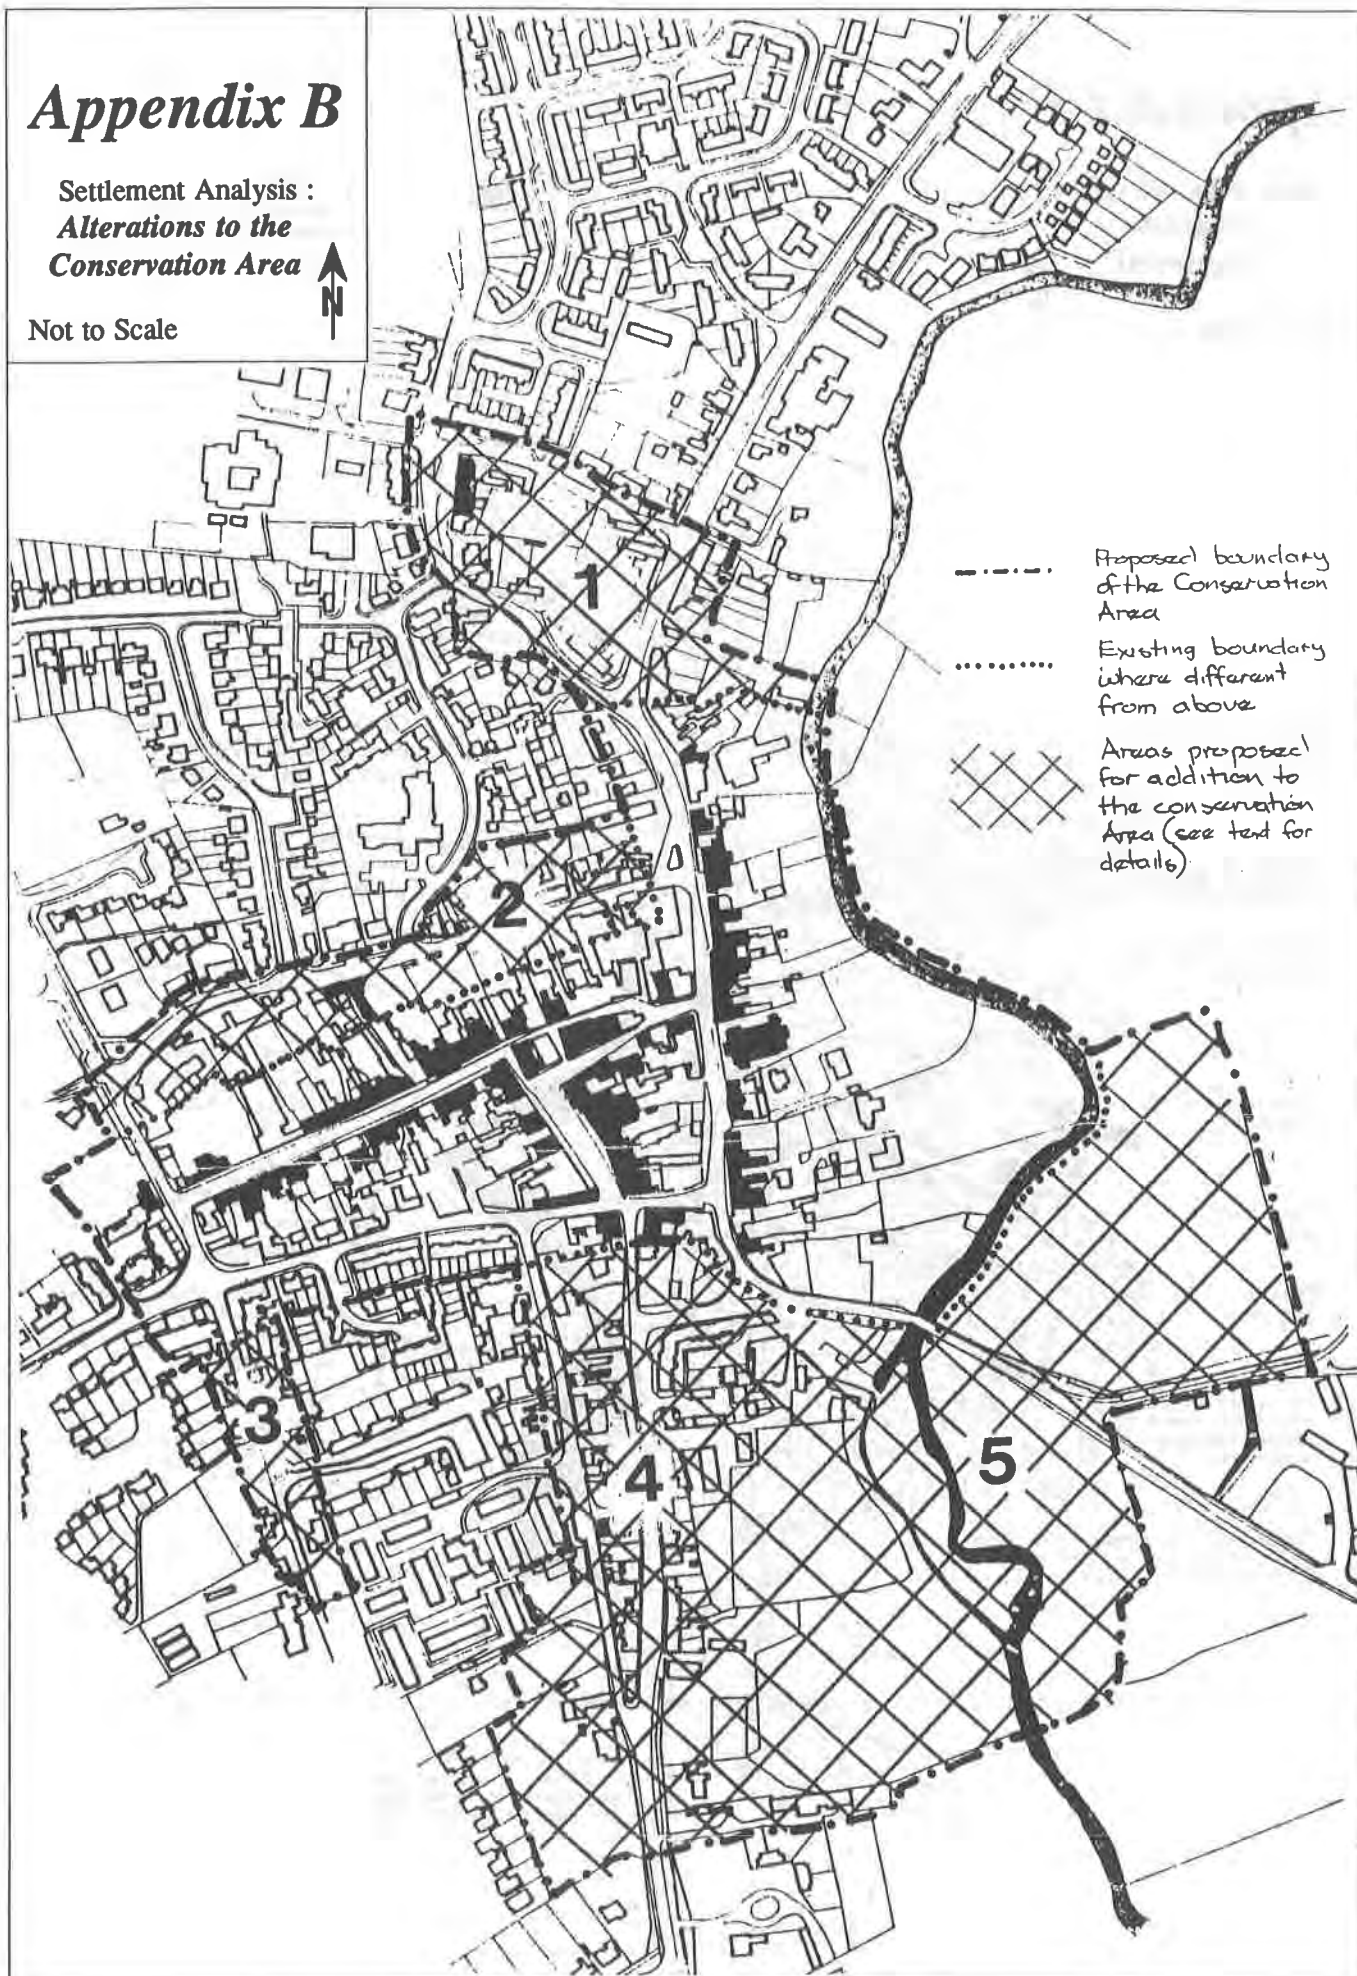 Appendix B
Settlement Analysis :
Alterations to the
Conservation Area
N
Not to Scale
Proposed boundary
of the Conservation
Area
Existing boundary
where different
from above
Areas proposed
for addition to
the conservation
Area (see text for
details)
1
2
3
4
5